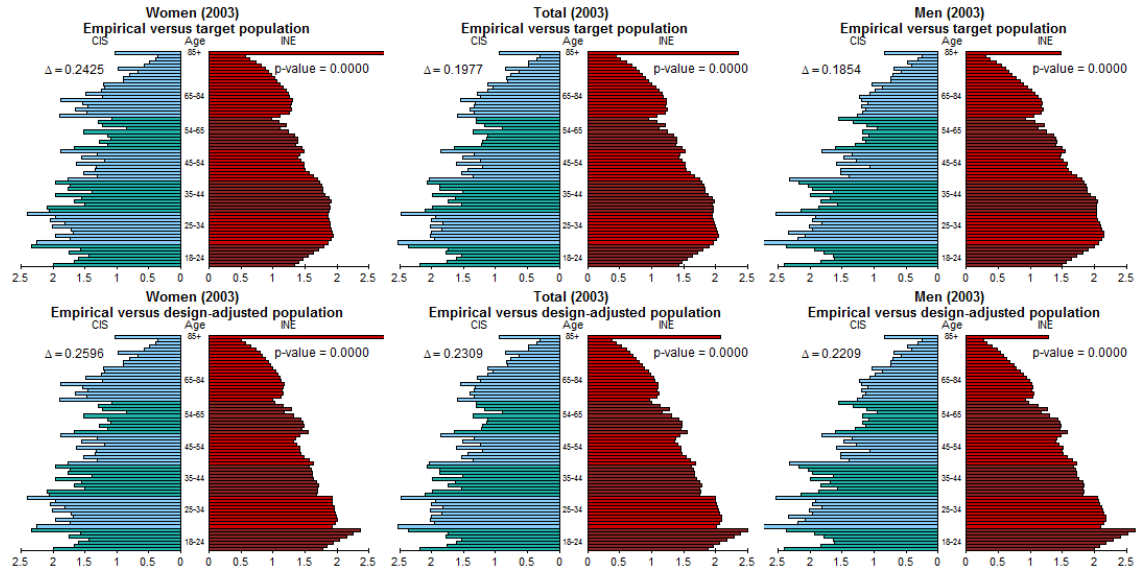 Women (2003)
Empirical versus target population
CIS Age INE
85+
Δ = 0.2425 p-value = 0.0000
65-84
54-65
45-54
35-44
25-34
18-24
2.5 2 1.5 1 0.5 0 0 0.5 1 1.5 2 2.5
Total (2003)
Empirical versus target population
CIS Age INE
85+
Δ = 0.1977 p-value = 0.0000
65-84
54-65
45-54
35-44
25-34
18-24
2.5 2 1.5 1 0.5 0 0 0.5 1 1.5 2 2.5
Men (2003)
Empirical versus target population
CIS Age INE
85+
Δ = 0.1854 p-value = 0.0000
65-84
54-65
45-54
35-44
25-34
18-24
2.5 2 1.5 1 0.5 0 0 0.5 1 1.5 2 2.5
Women (2003)
Empirical versus design-adjusted population
CIS Age INE
85+
Δ = 0.2596 p-value = 0.0000
65-84
54-65
45-54
35-44
25-34
18-24
2.5 2 1.5 1 0.5 0 0 0.5 1 1.5 2 2.5
Total (2003)
Empirical versus design-adjusted population
CIS Age INE
85+
Δ = 0.2309 p-value = 0.0000
65-84
54-65
45-54
35-44
25-34
18-24
2.5 2 1.5 1 0.5 0 0 0.5 1 1.5 2 2.5
Men (2003)
Empirical versus design-adjusted population
CIS Age INE
85+
Δ = 0.2209 p-value = 0.0000
65-84
54-65
45-54
35-44
25-34
18-24
2.5 2 1.5 1 0.5 0 0 0.5 1 1.5 2 2.5